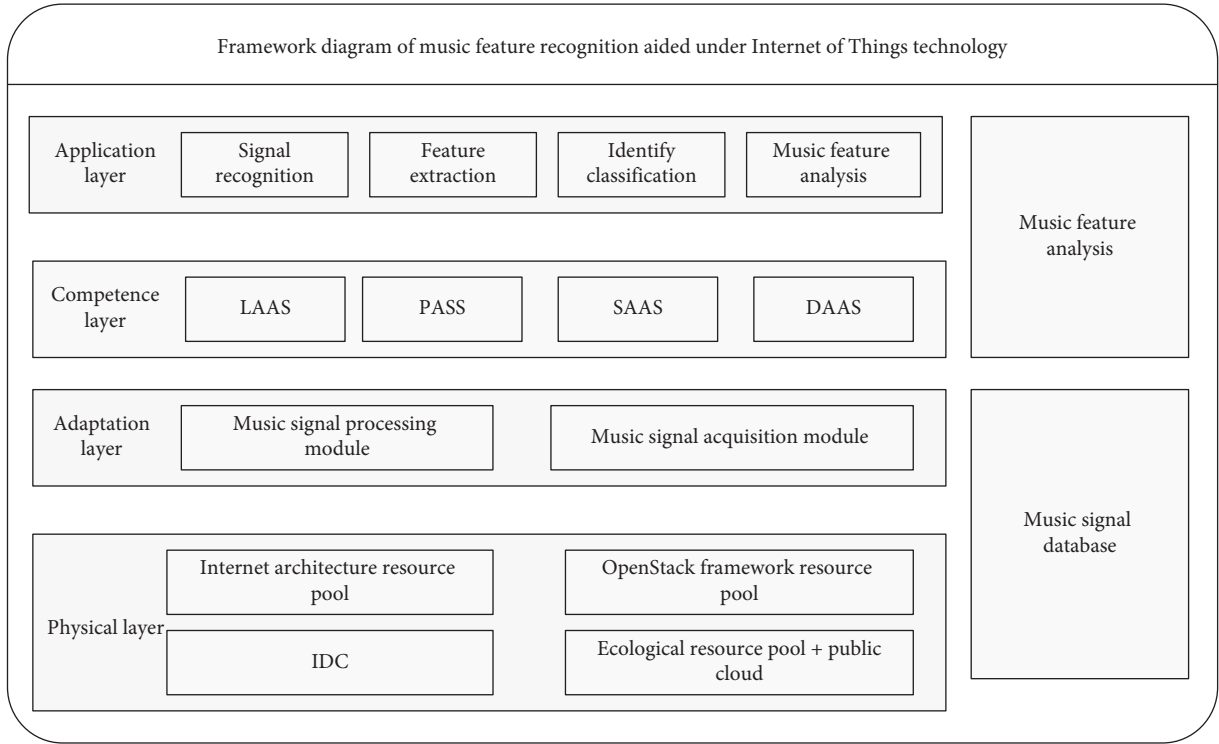 Framework diagram of music feature recognition aided under Internet of Things technology
Application
layer
Signal
recognition
Feature
extraction
Identify
classification
Music feature
analysis
Music feature
analysis
Competence
layer
LAAS
PASS
SAAS
DAAS
Adaptation
layer
Music signal processing
module
Music signal acquisition module
Music signal
database
Physical layer
Internet architecture resource
pool
OpenStack framework resource
pool
IDC
Ecological resource pool + public
cloud